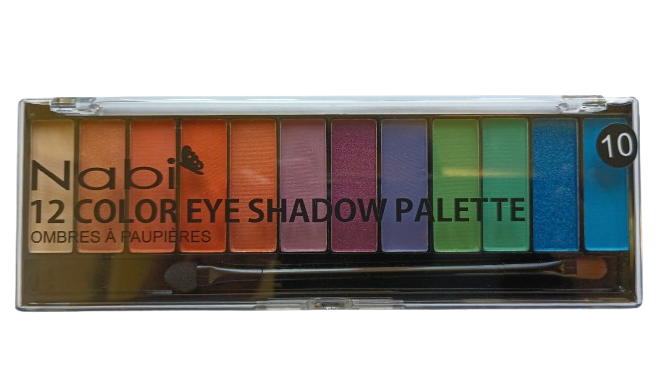 Nabi
12 COLOR EYE SHADOW PALETTE
OMBRES À PAUPIÈRES
10